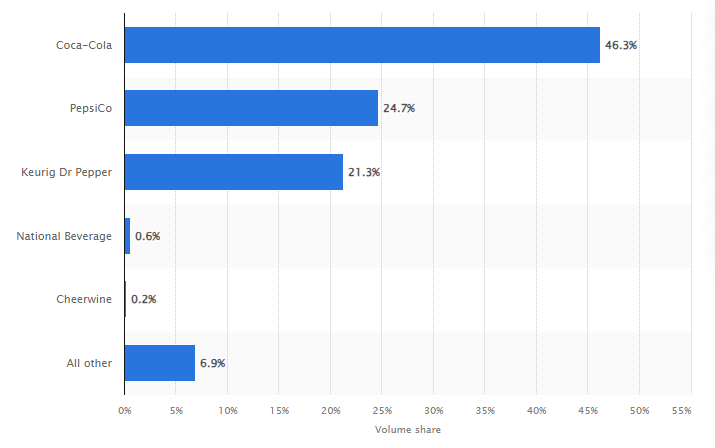 Coca-Cola 46.3%
PepsiCo 24.7%
Keurig Dr Pepper 21.3%
National Beverage 0.6%
Cheerwine 0.2%
All other 6.9%
0% 5% 10% 15% 20% 25% 30% 35% 40% 45% 50% 55%
Volume share